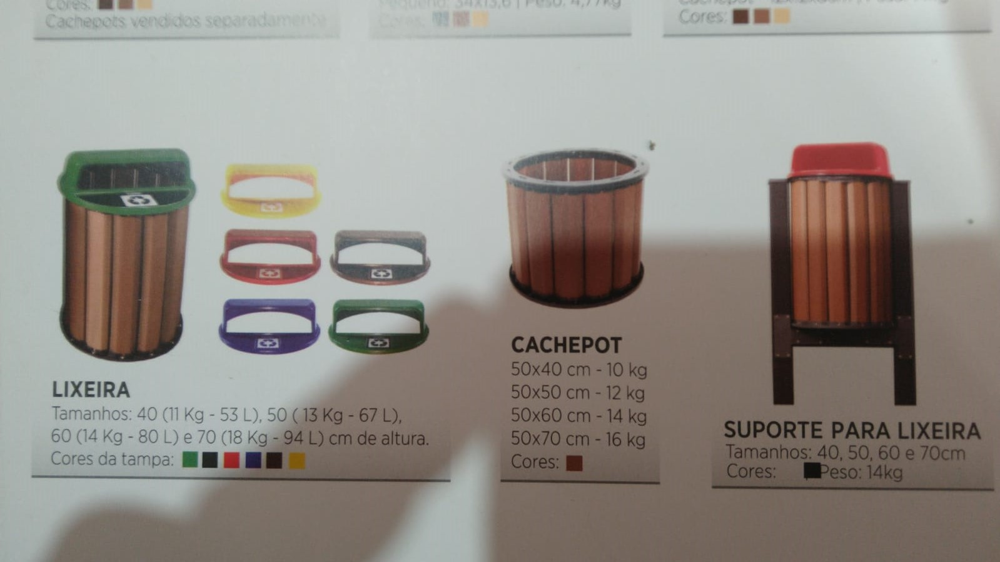 Cores:
Cachepots vendidos separadamente
Pequeno: 34x13,6 | Peso: 4,77kg
Cores:
Cores:
LIXEIRA
Tamanhos: 40 (11 Kg - 53 L), 50 ( 13 Kg - 67 L),
60 (14 Kg - 80 L) e 70 (18 Kg - 94 L) cm de altura.
Cores da tampa:
CACHEPOT
50x40 cm - 10 kg
50x50 cm - 12 kg
50x60 cm - 14 kg
50x70 cm - 16 kg
Cores:
SUPORTE PARA LIXEIRA
Tamanhos: 40, 50, 60 e 70cm
Cores: Peso: 14kg